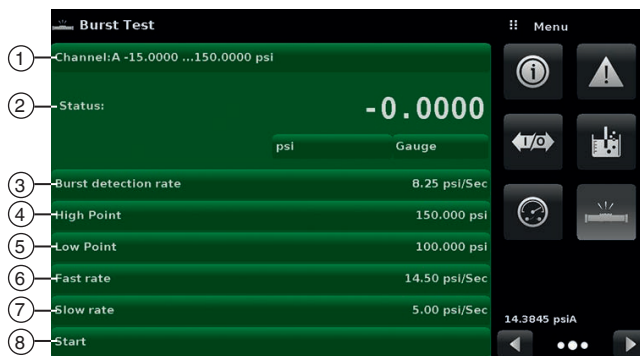 Burst Test
Menu
1 Channel:A -15.0000 ...150.0000 psi
2 Status: -0.0000
psi Gauge
I/O
3 Burst detection rate 8.25 psi/Sec
4 High Point 150.000 psi
5 Low Point 100.000 psi
6 Fast rate 14.50 psi/Sec
7 Slow rate 5.00 psi/Sec
14.3845 psiA
8 Start